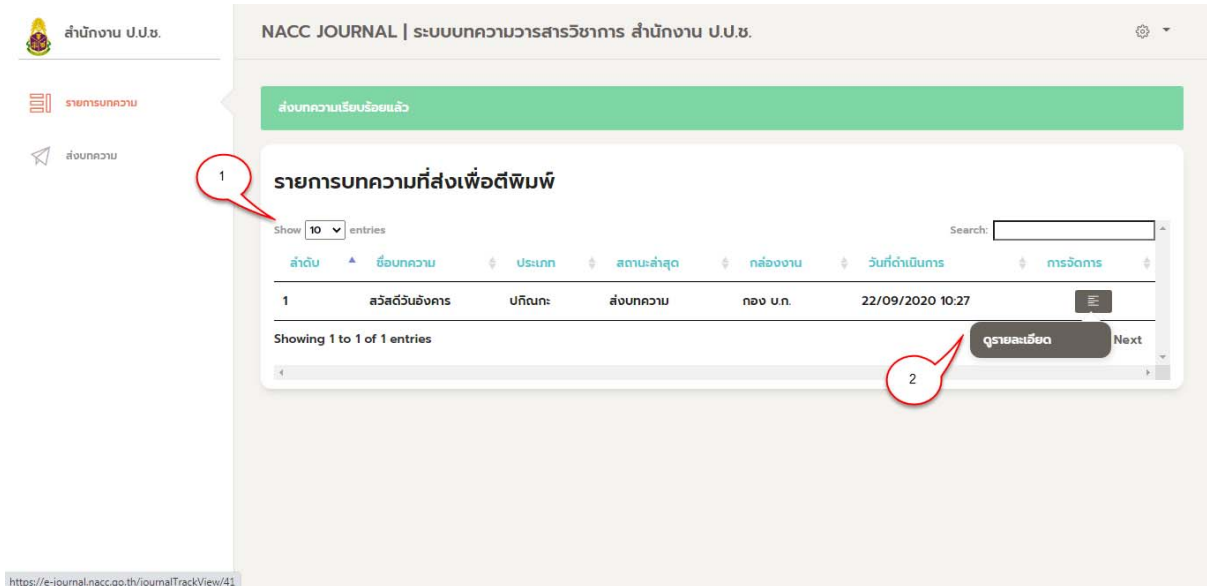 สำนักงาน ป.ป.ช.
NACC JOURNAL | ระบบบทความวารสารวิชาการ สำนักงาน ป.ป.ช.
รายการบทความ
ส่งบทความเรียบร้อยแล้ว
ส่งบทความ
1
รายการบทความที่ส่งเพื่อตีพิมพ์
Show 10 entries
Search:
ลำดับ ชื่อบทความ ประเภท สถานะล่าสุด กล่องงาน วันที่ดำเนินการ การจัดการ
1 สวัสดีวันอังคาร ปกิณกะ ส่งบทความ กอง บ.ก. 22/09/2020 10:27
Showing 1 to 1 of 1 entries
ดูรายละเอียด
Next
2
https://e-journal.nacc.go.th/journalTrackView/41